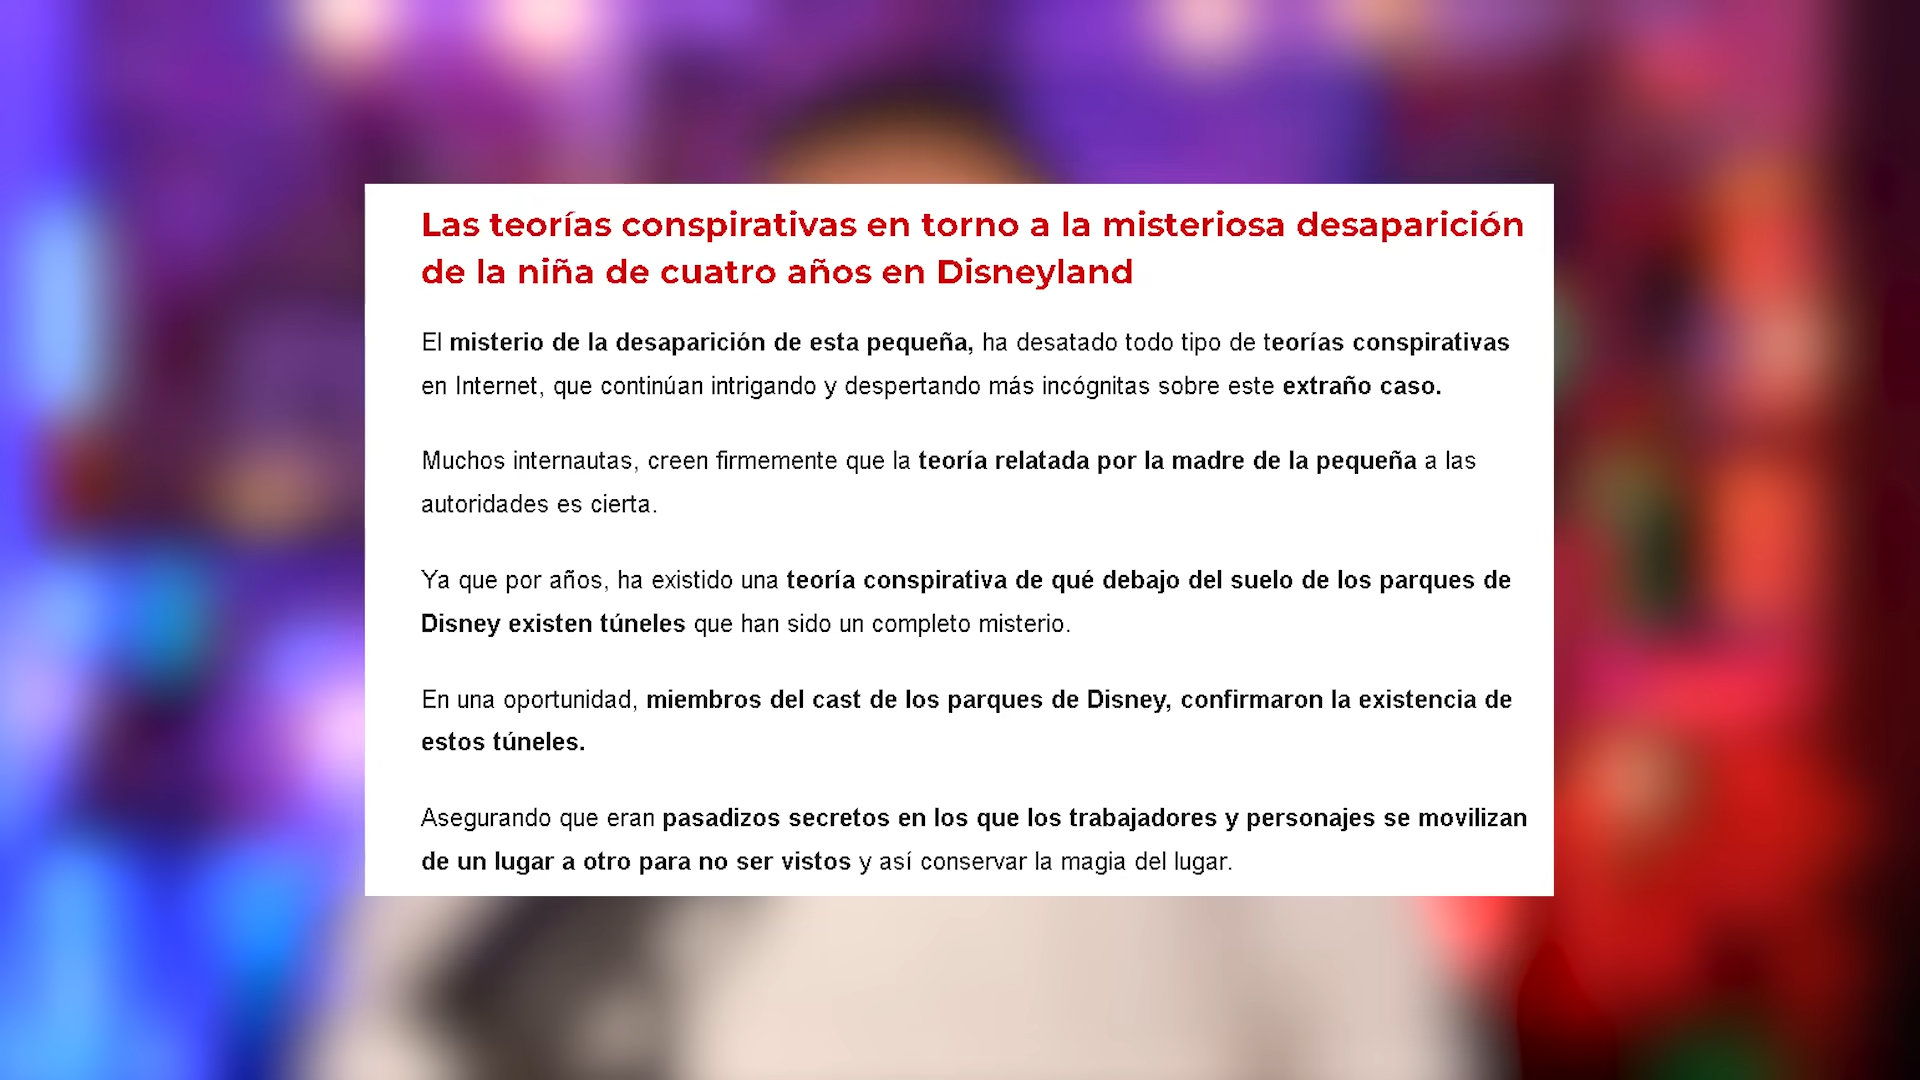 Las teorías conspirativas en torno a la misteriosa desaparición
de la niña de cuatro años en Disneyland
El misterio de la desaparición de esta pequeña, ha desatado todo tipo de teorías conspirativas
en Internet, que continúan intrigando y despertando más incógnitas sobre este extraño caso.
Muchos internautas, creen firmemente que la teoría relatada por la madre de la pequeña a las
autoridades es cierta.
Ya que por años, ha existido una teoría conspirativa de qué debajo del suelo de los parques de
Disney existen túneles que han sido un completo misterio.
En una oportunidad, miembros del cast de los parques de Disney, confirmaron la existencia de
estos túneles.
Asegurando que eran pasadizos secretos en los que los trabajadores y personajes se movilizan
de un lugar a otro para no ser vistos y así conservar la magia del lugar.